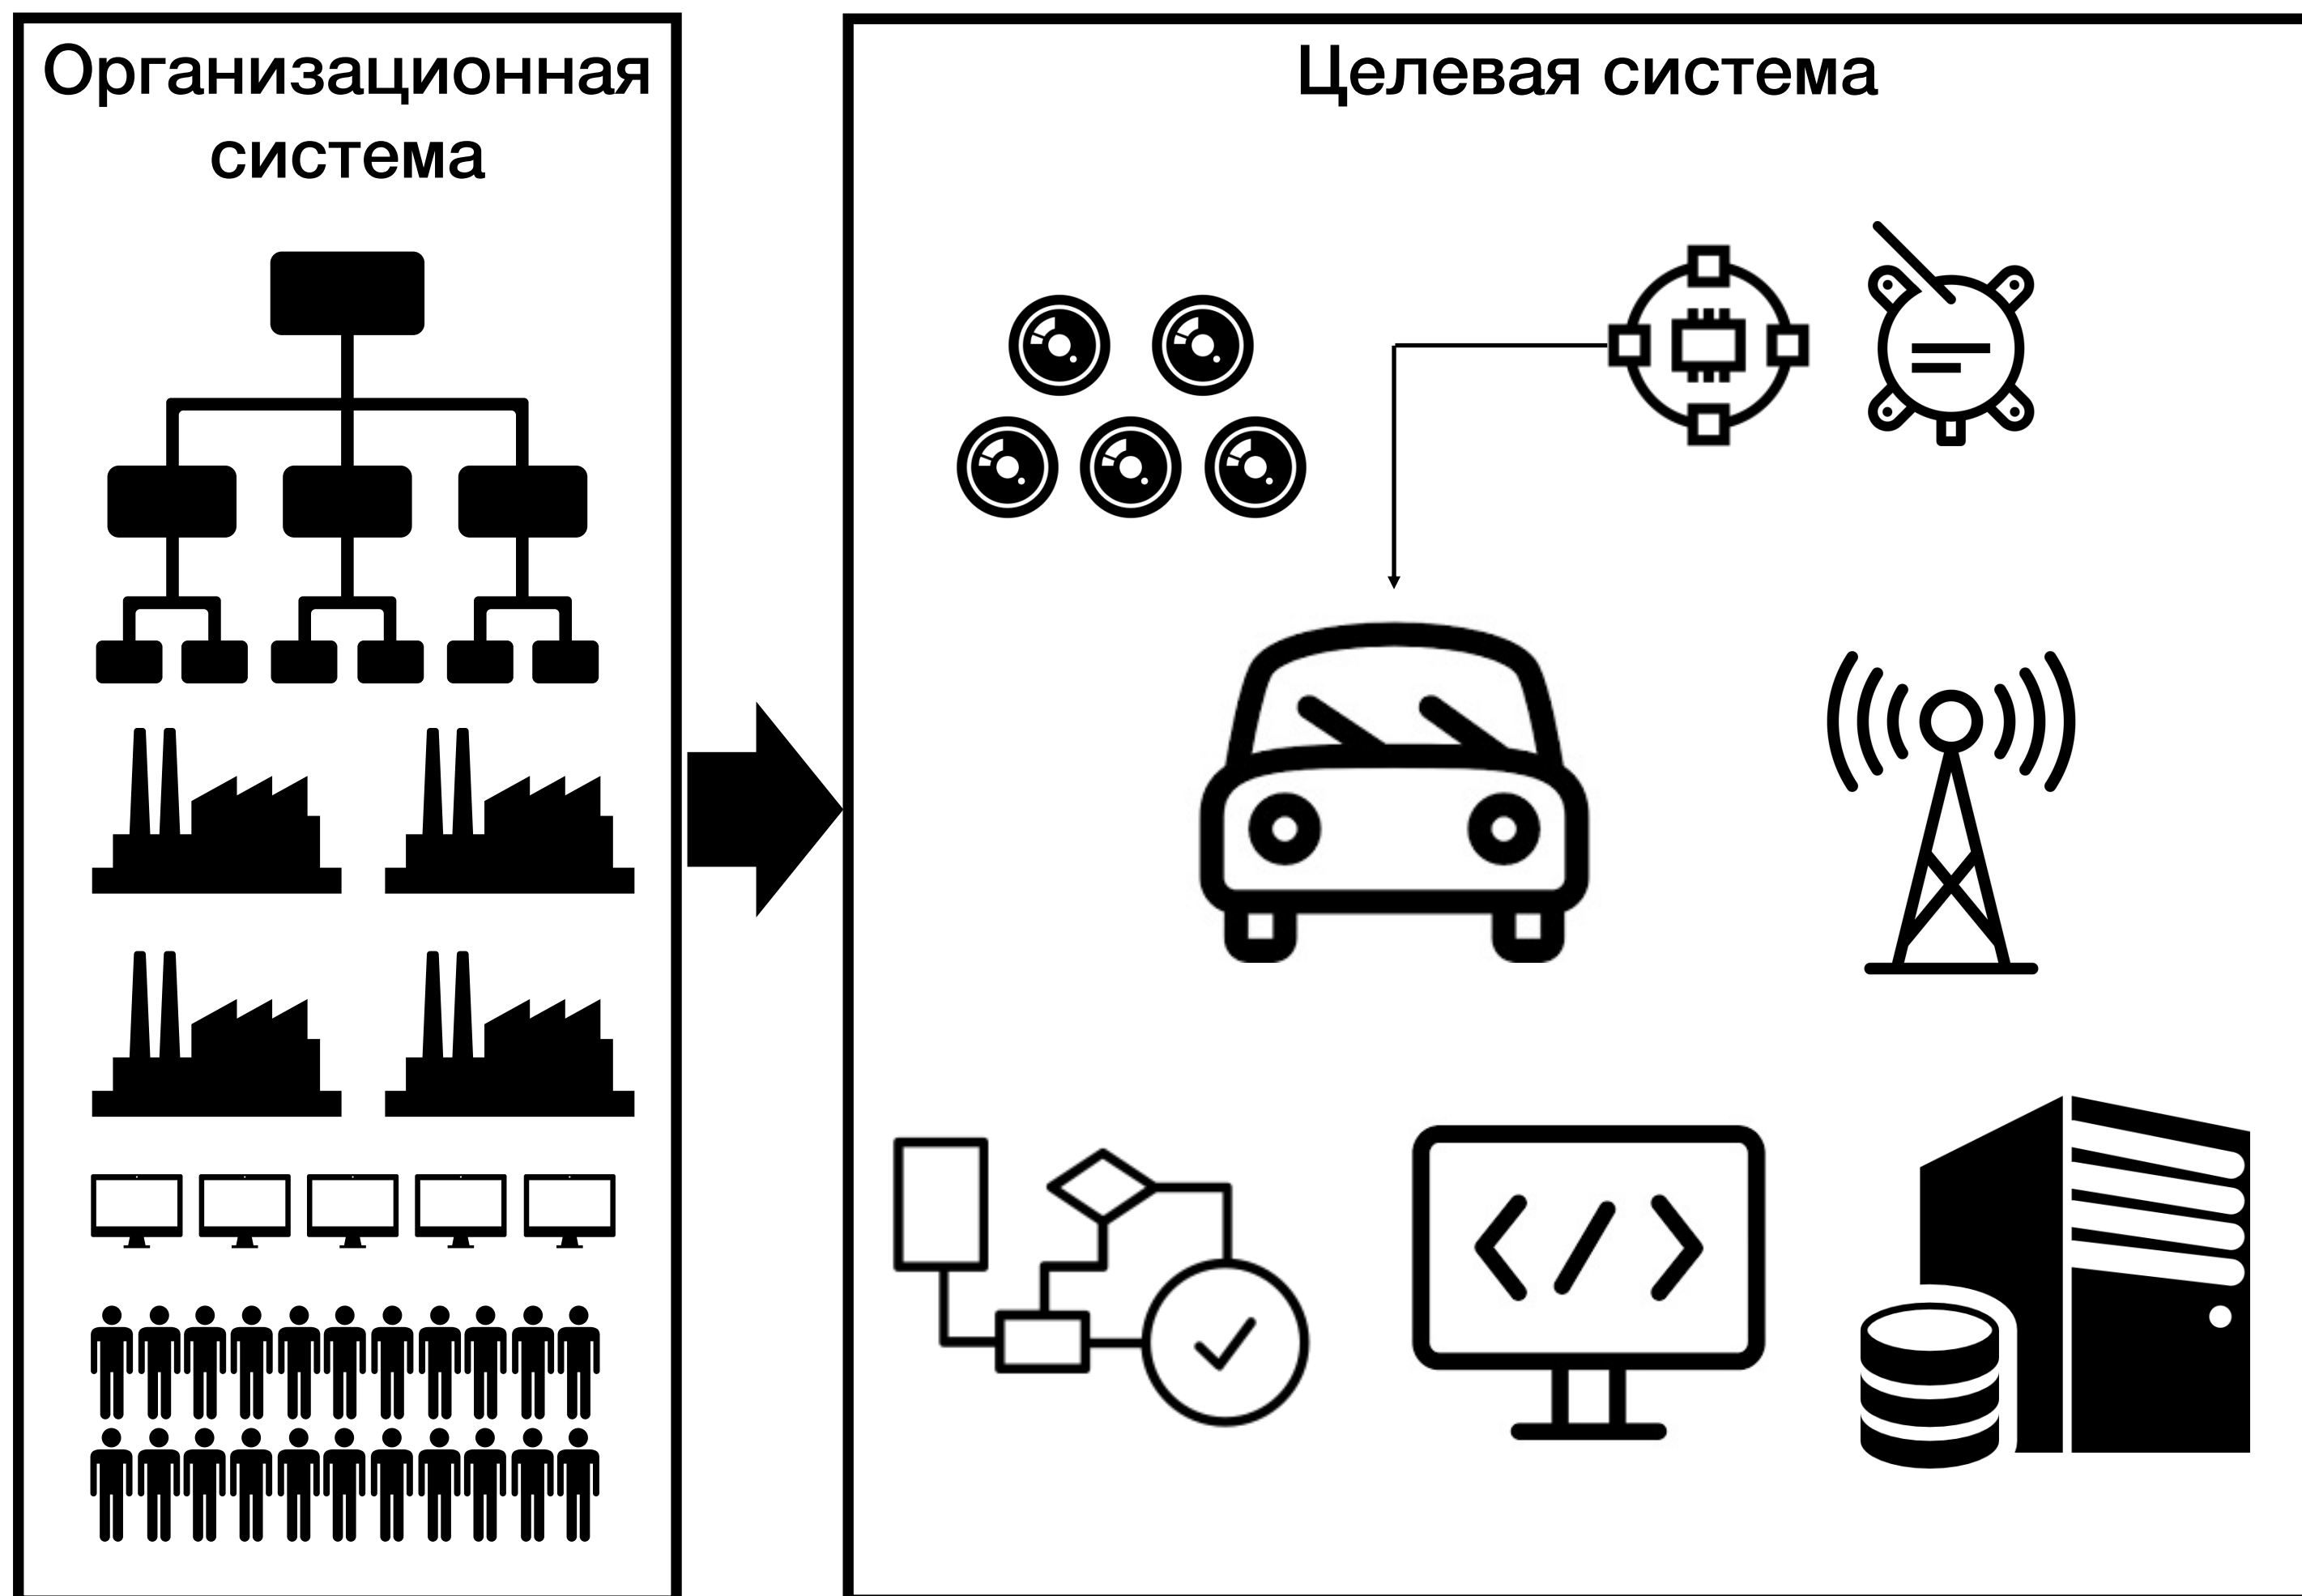 Организационная
система
Целевая система